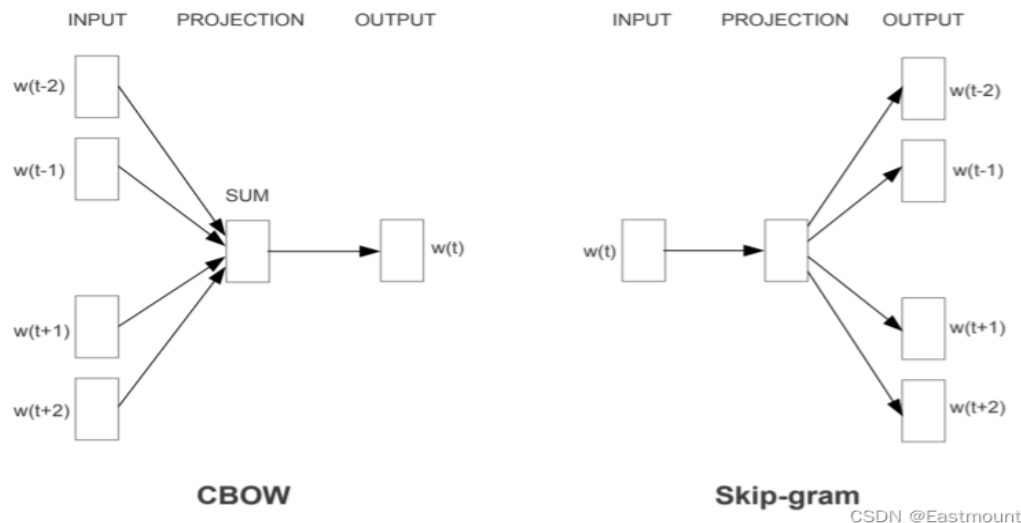 INPUT PROJECTION OUTPUT
w(t-2)
w(t-1)
SUM
w(t)
w(t+1)
w(t+2)
CBOW
INPUT PROJECTION OUTPUT
w(t-2)
w(t-1)
w(t)
w(t+1)
w(t+2)
Skip-gram
CSDN @Eastmount